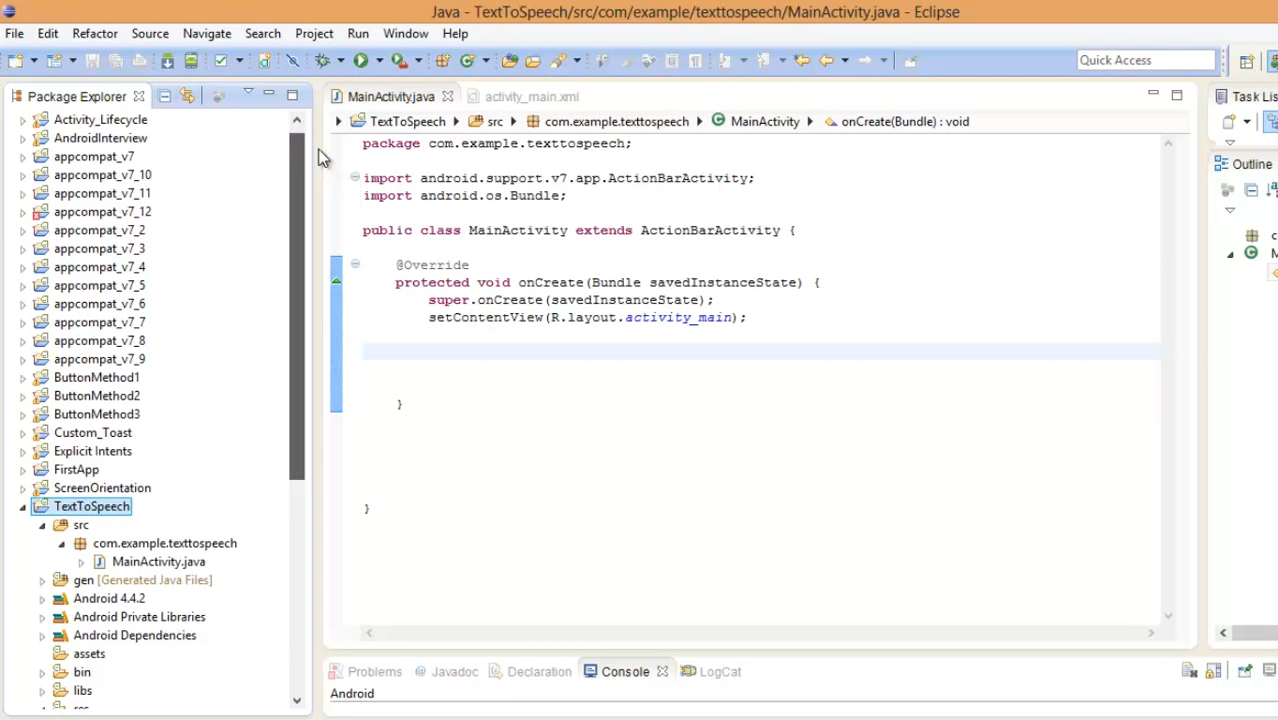 Java - TextToSpeech/src/com/example/texttospeech/MainActivity.java - Eclipse
File Edit Refactor Source Navigate Search Project Run Window Help
Quick Access
Package Explorer
Activity_Lifecycle
AndroidInterview
appcompat_v7
appcompat_v7_10
appcompat_v7_11
appcompat_v7_12
appcompat_v7_2
appcompat_v7_3
appcompat_v7_4
appcompat_v7_5
appcompat_v7_6
appcompat_v7_7
appcompat_v7_8
appcompat_v7_9
ButtonMethod1
ButtonMethod2
ButtonMethod3
Custom_Toast
Explicit Intents
FirstApp
ScreenOrientation
TextToSpeech
src
com.example.texttospeech
MainActivity.java
gen [Generated Java Files]
Android 4.4.2
Android Private Libraries
Android Dependencies
assets
bin
libs
MainActivity.java activity_main.xml
TextToSpeech src com.example.texttospeech MainActivity onCreate(Bundle) : void
package com.example.texttospeech;
import android.support.v7.app.ActionBarActivity;
import android.os.Bundle;
public class MainActivity extends ActionBarActivity {
@Override
protected void onCreate(Bundle savedInstanceState) {
super.onCreate(savedInstanceState);
setContentView(R.layout.activity_main);
}
}
Problems @ Javadoc Declaration Console LogCat
Android
Task Lis
Outline